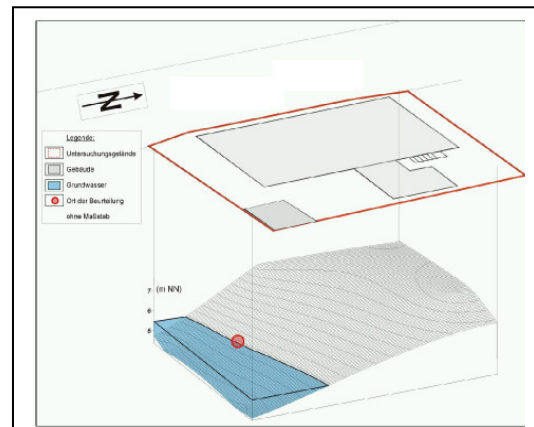 N
Legende:
Untersuchungsgelände
Gebäude
Grundwasser
Ort der Beurteilung
ohne Maßstab
7 (m NN)
6
5